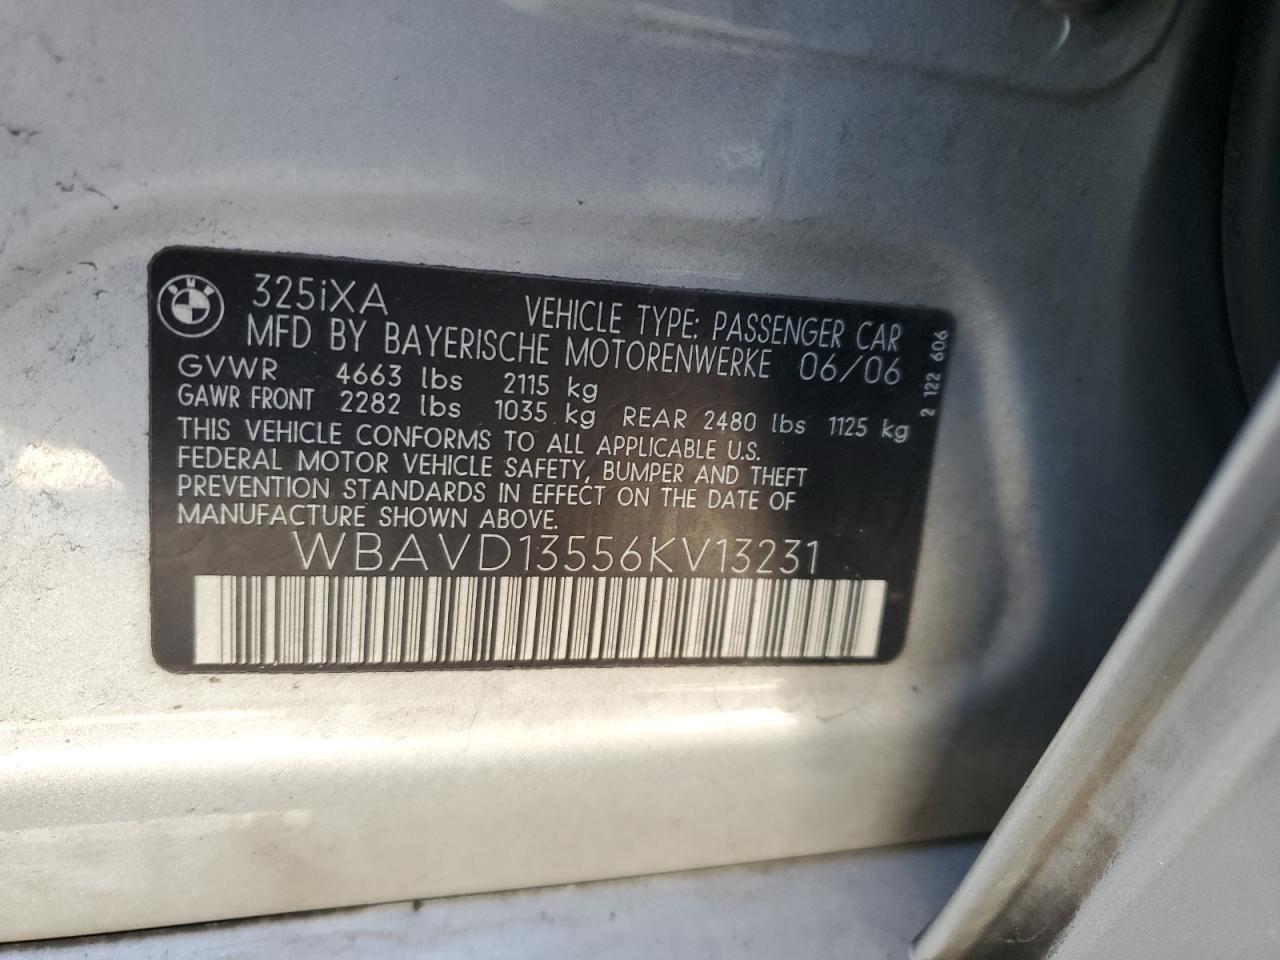 BMW
325iXA
VEHICLE TYPE: PASSENGER CAR
MFD BY BAYERISCHE MOTORENWERKE 06/06
GVWR 4663 lbs 2115 kg
GAWR FRONT 2282 lbs 1035 kg REAR 2480 lbs 1125 kg
THIS VEHICLE CONFORMS TO ALL APPLICABLE U.S.
FEDERAL MOTOR VEHICLE SAFETY, BUMPER AND THEFT
PREVENTION STANDARDS IN EFFECT ON THE DATE OF
MANUFACTURE SHOWN ABOVE.
WBAVD13556KV13231
2 122 606